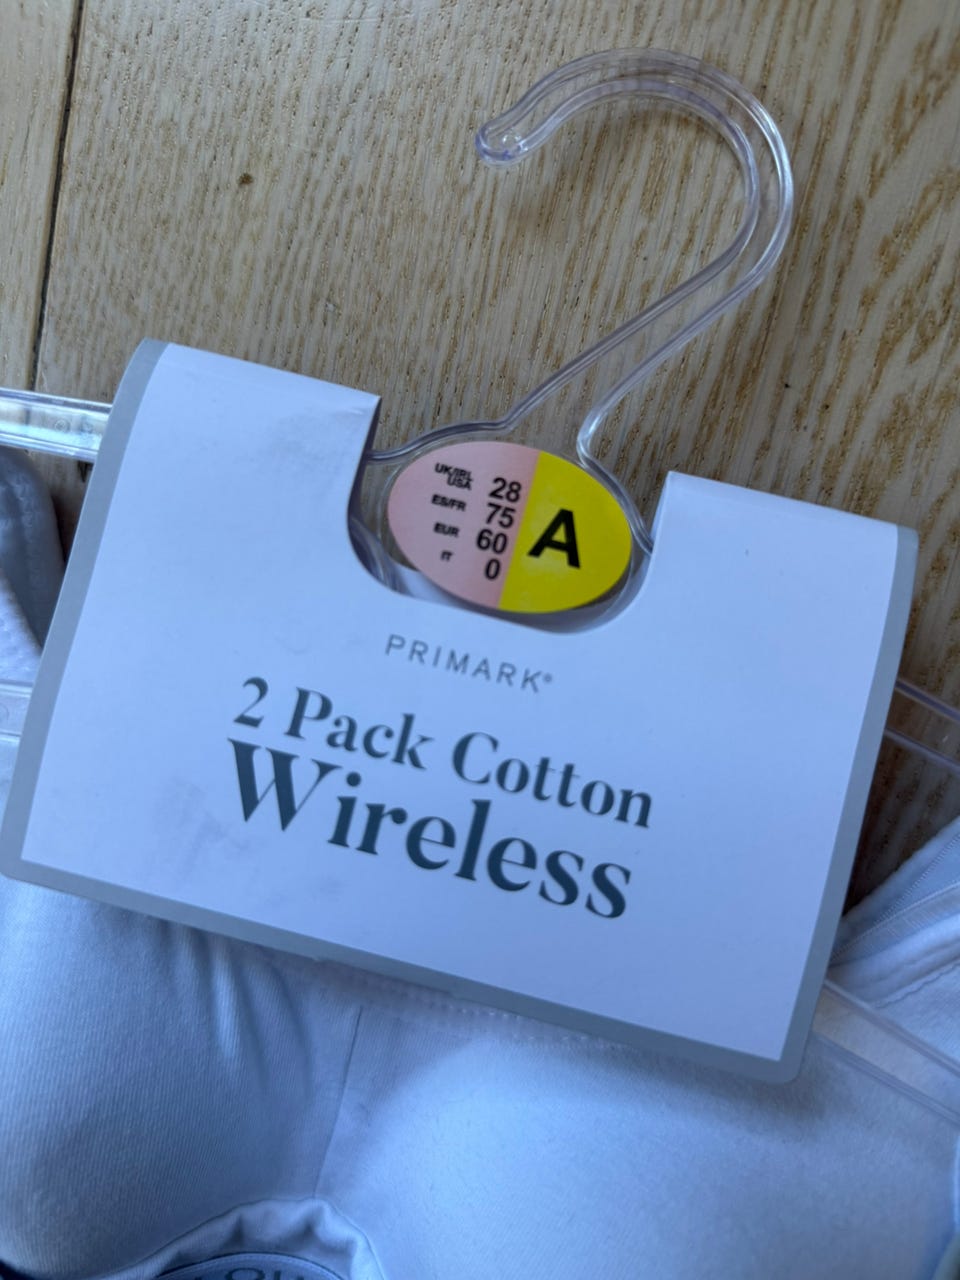 UK/IRL
USA 28
ES/FR 75
EUR 60
IT 0
A
PRIMARK®
2 Pack Cotton
Wireless